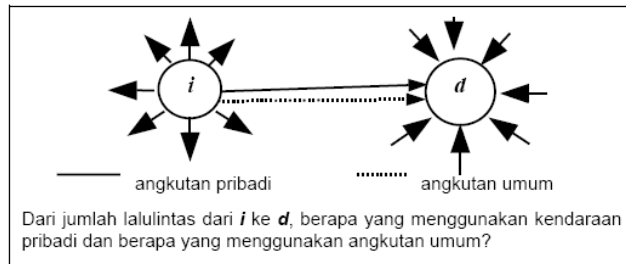 i
d
angkutan pribadi
angkutan umum
Dari jumlah lalulintas dari i ke d, berapa yang menggunakan kendaraan
pribadi dan berapa yang menggunakan angkutan umum?